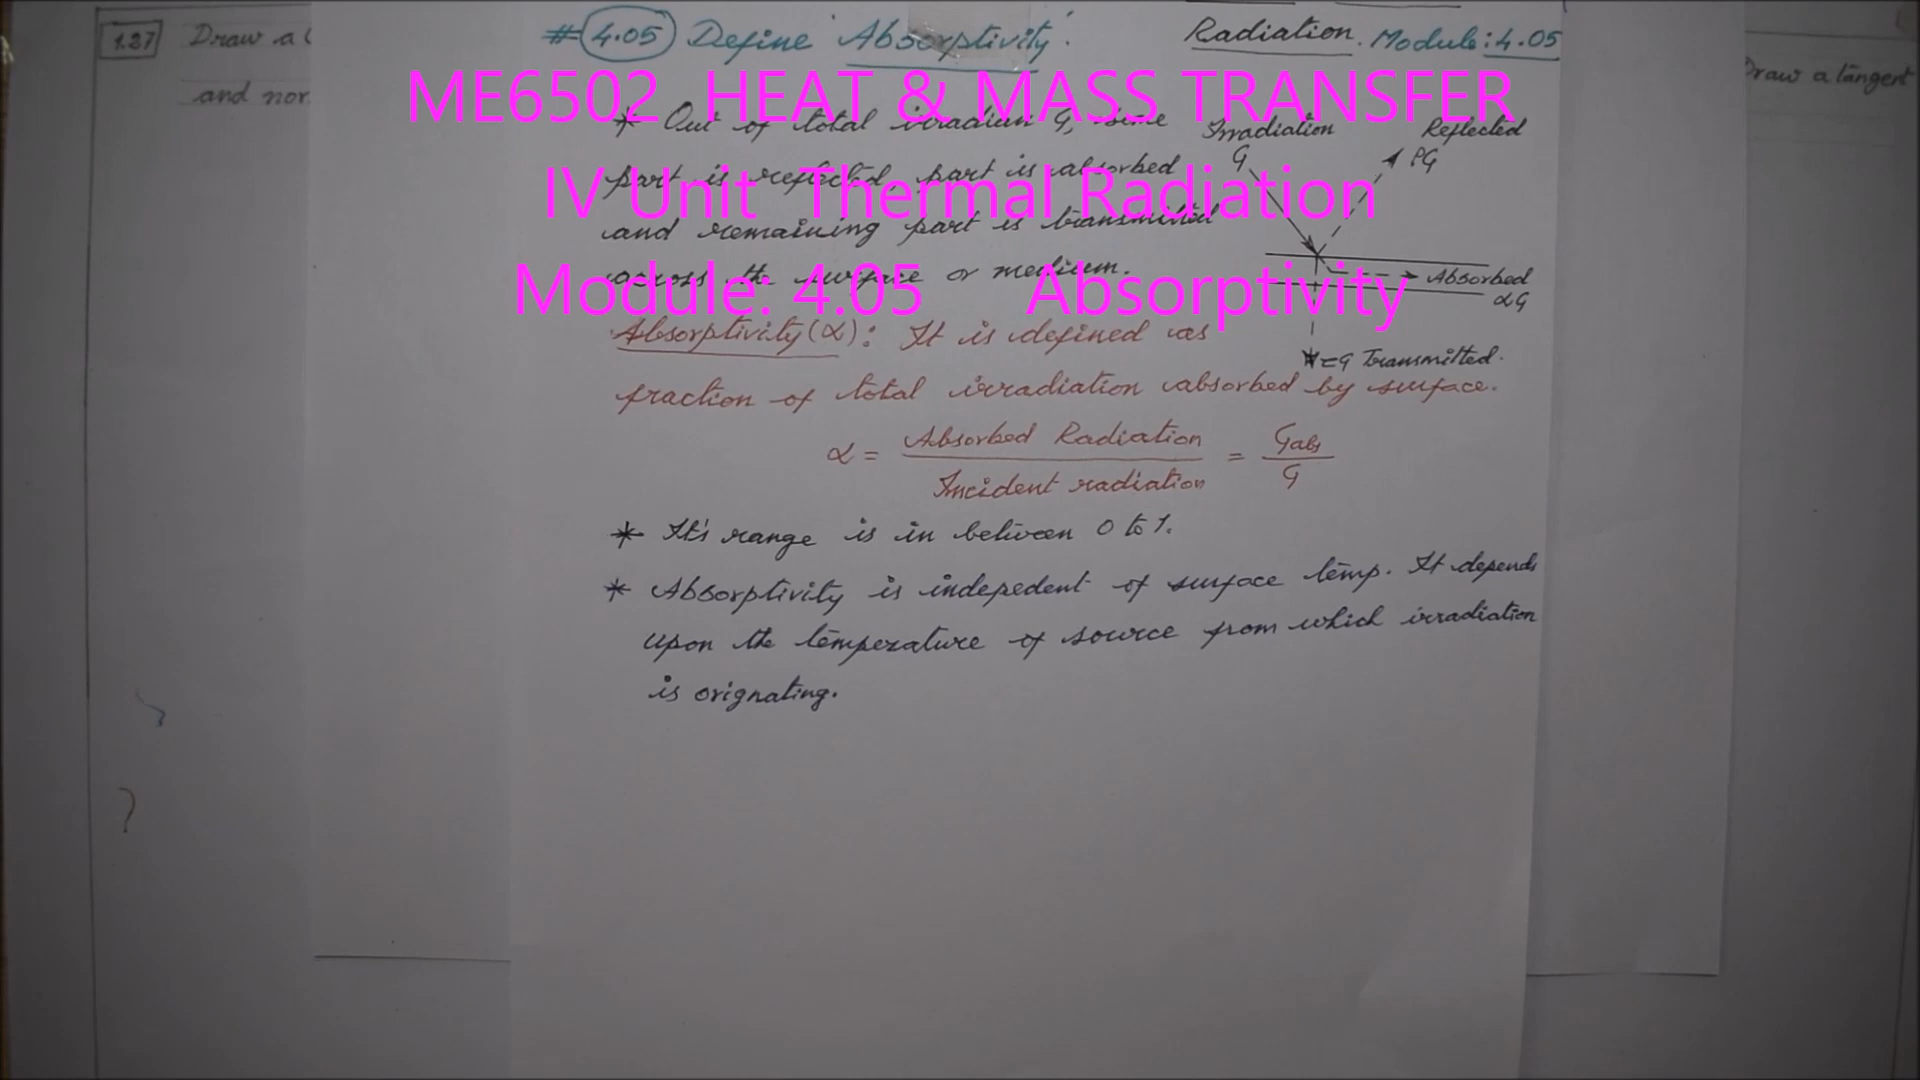 1.27 Draw a
and nor
# 4.05 Define 'Absorptivity'.
Radiation. Module: 4.05
Draw a tangent
ME6502 HEAT & MASS TRANSFER
IV Unit Thermal Radiation
Module: 4.05 Absorptivity
* Out of total G, some
part is reflected, part is absorbed
and remaining part is transmitted
across the surface or medium.
Irradiation
G
Reflected
ρG
Absorbed
αG
Transmitted.
Absorptivity (α): It is defined as
fraction of total irradiation absorbed by surface.
α = Absorbed Radiation / Incident radiation = Gabs / G
* It's range is in between 0 to 1.
* Absorptivity is indepedent of surface temp. It depends
upon the temperature of source from which irradiation
is orignating.